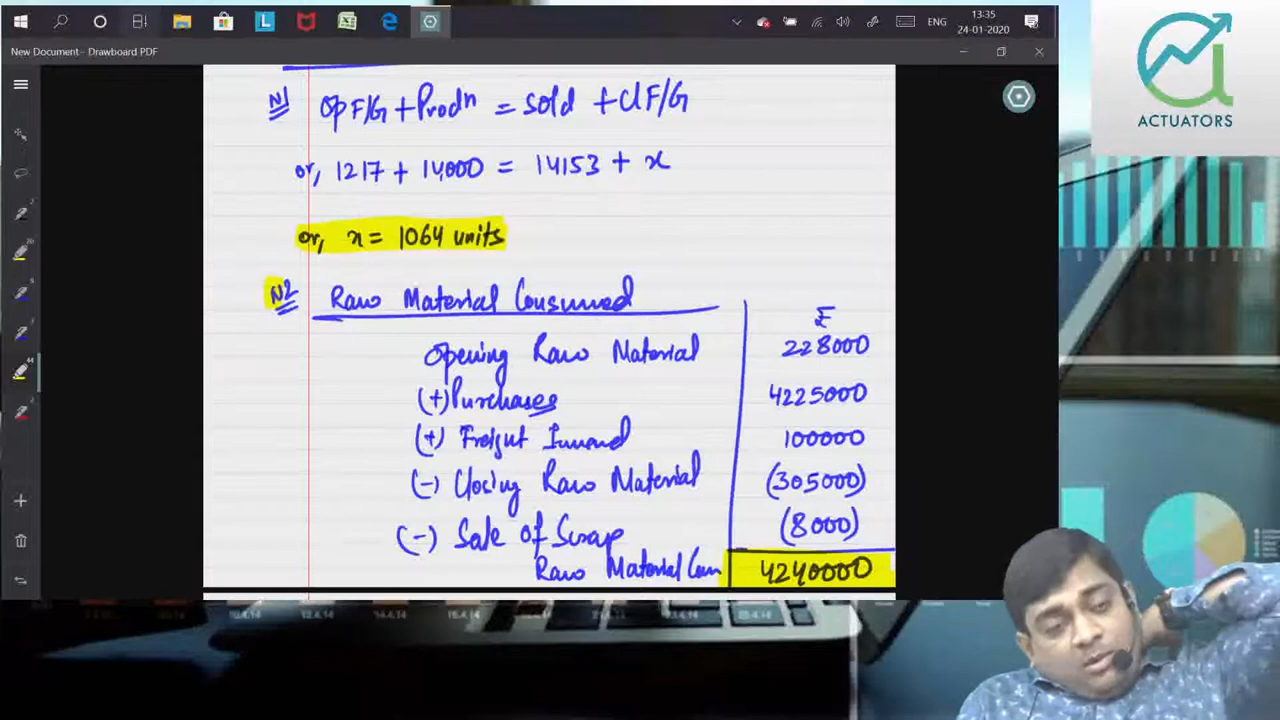 ENG
13:35
24-01-2020
New Document - Drawboard PDF
ACTUATORS
N1 Op F/G + Prodn = Sold + Cl F/G
or, 1217 + 14000 = 14153 + x
or, x = 1064 units
N2 Raw Material Consumed
₹
Opening Raw Material 228000
(+) Purchases 4225000
(+) Freight Inward 100000
(-) Closing Raw Material (305000)
(-) Sale of Scrap (8000)
Raw Material Con 4240000